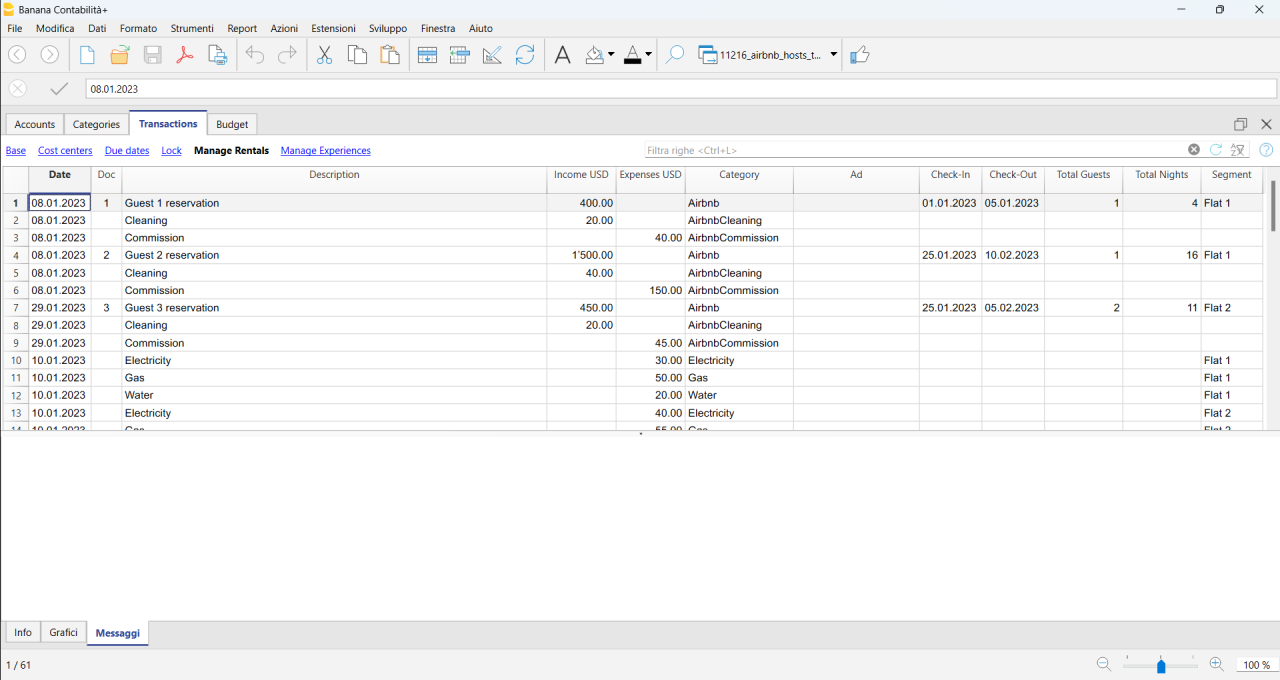 Banana Contabilità+
File Modifica Dati Formato Strumenti Report Azioni Estensioni Sviluppo Finestra Aiuto
11216_airbnb_hosts_t...
08.01.2023
Accounts Categories Transactions Budget
Base Cost centers Due dates Lock Manage Rentals Manage Experiences Filtra righe <Ctrl+L>
Date Doc Description Income USD Expenses USD Category Ad Check-In Check-Out Total Guests Total Nights Segment
1 08.01.2023 1 Guest 1 reservation 400.00 Airbnb 01.01.2023 05.01.2023 1 4 Flat 1
2 08.01.2023 Cleaning 20.00 AirbnbCleaning
3 08.01.2023 Commission 40.00 AirbnbCommission
4 08.01.2023 2 Guest 2 reservation 1'500.00 Airbnb 25.01.2023 10.02.2023 1 16 Flat 1
5 08.01.2023 Cleaning 40.00 AirbnbCleaning
6 08.01.2023 Commission 150.00 AirbnbCommission
7 29.01.2023 3 Guest 3 reservation 450.00 Airbnb 25.01.2023 05.02.2023 2 11 Flat 2
8 29.01.2023 Cleaning 20.00 AirbnbCleaning
9 29.01.2023 Commission 45.00 AirbnbCommission
10 10.01.2023 Electricity 30.00 Electricity Flat 1
11 10.01.2023 Gas 50.00 Gas Flat 1
12 10.01.2023 Water 20.00 Water Flat 1
13 10.01.2023 Electricity 40.00 Electricity Flat 2
14 10.01.2023 Gas 55.00 Gas Flat 2
Info Grafici Messaggi
1 / 61 100 %